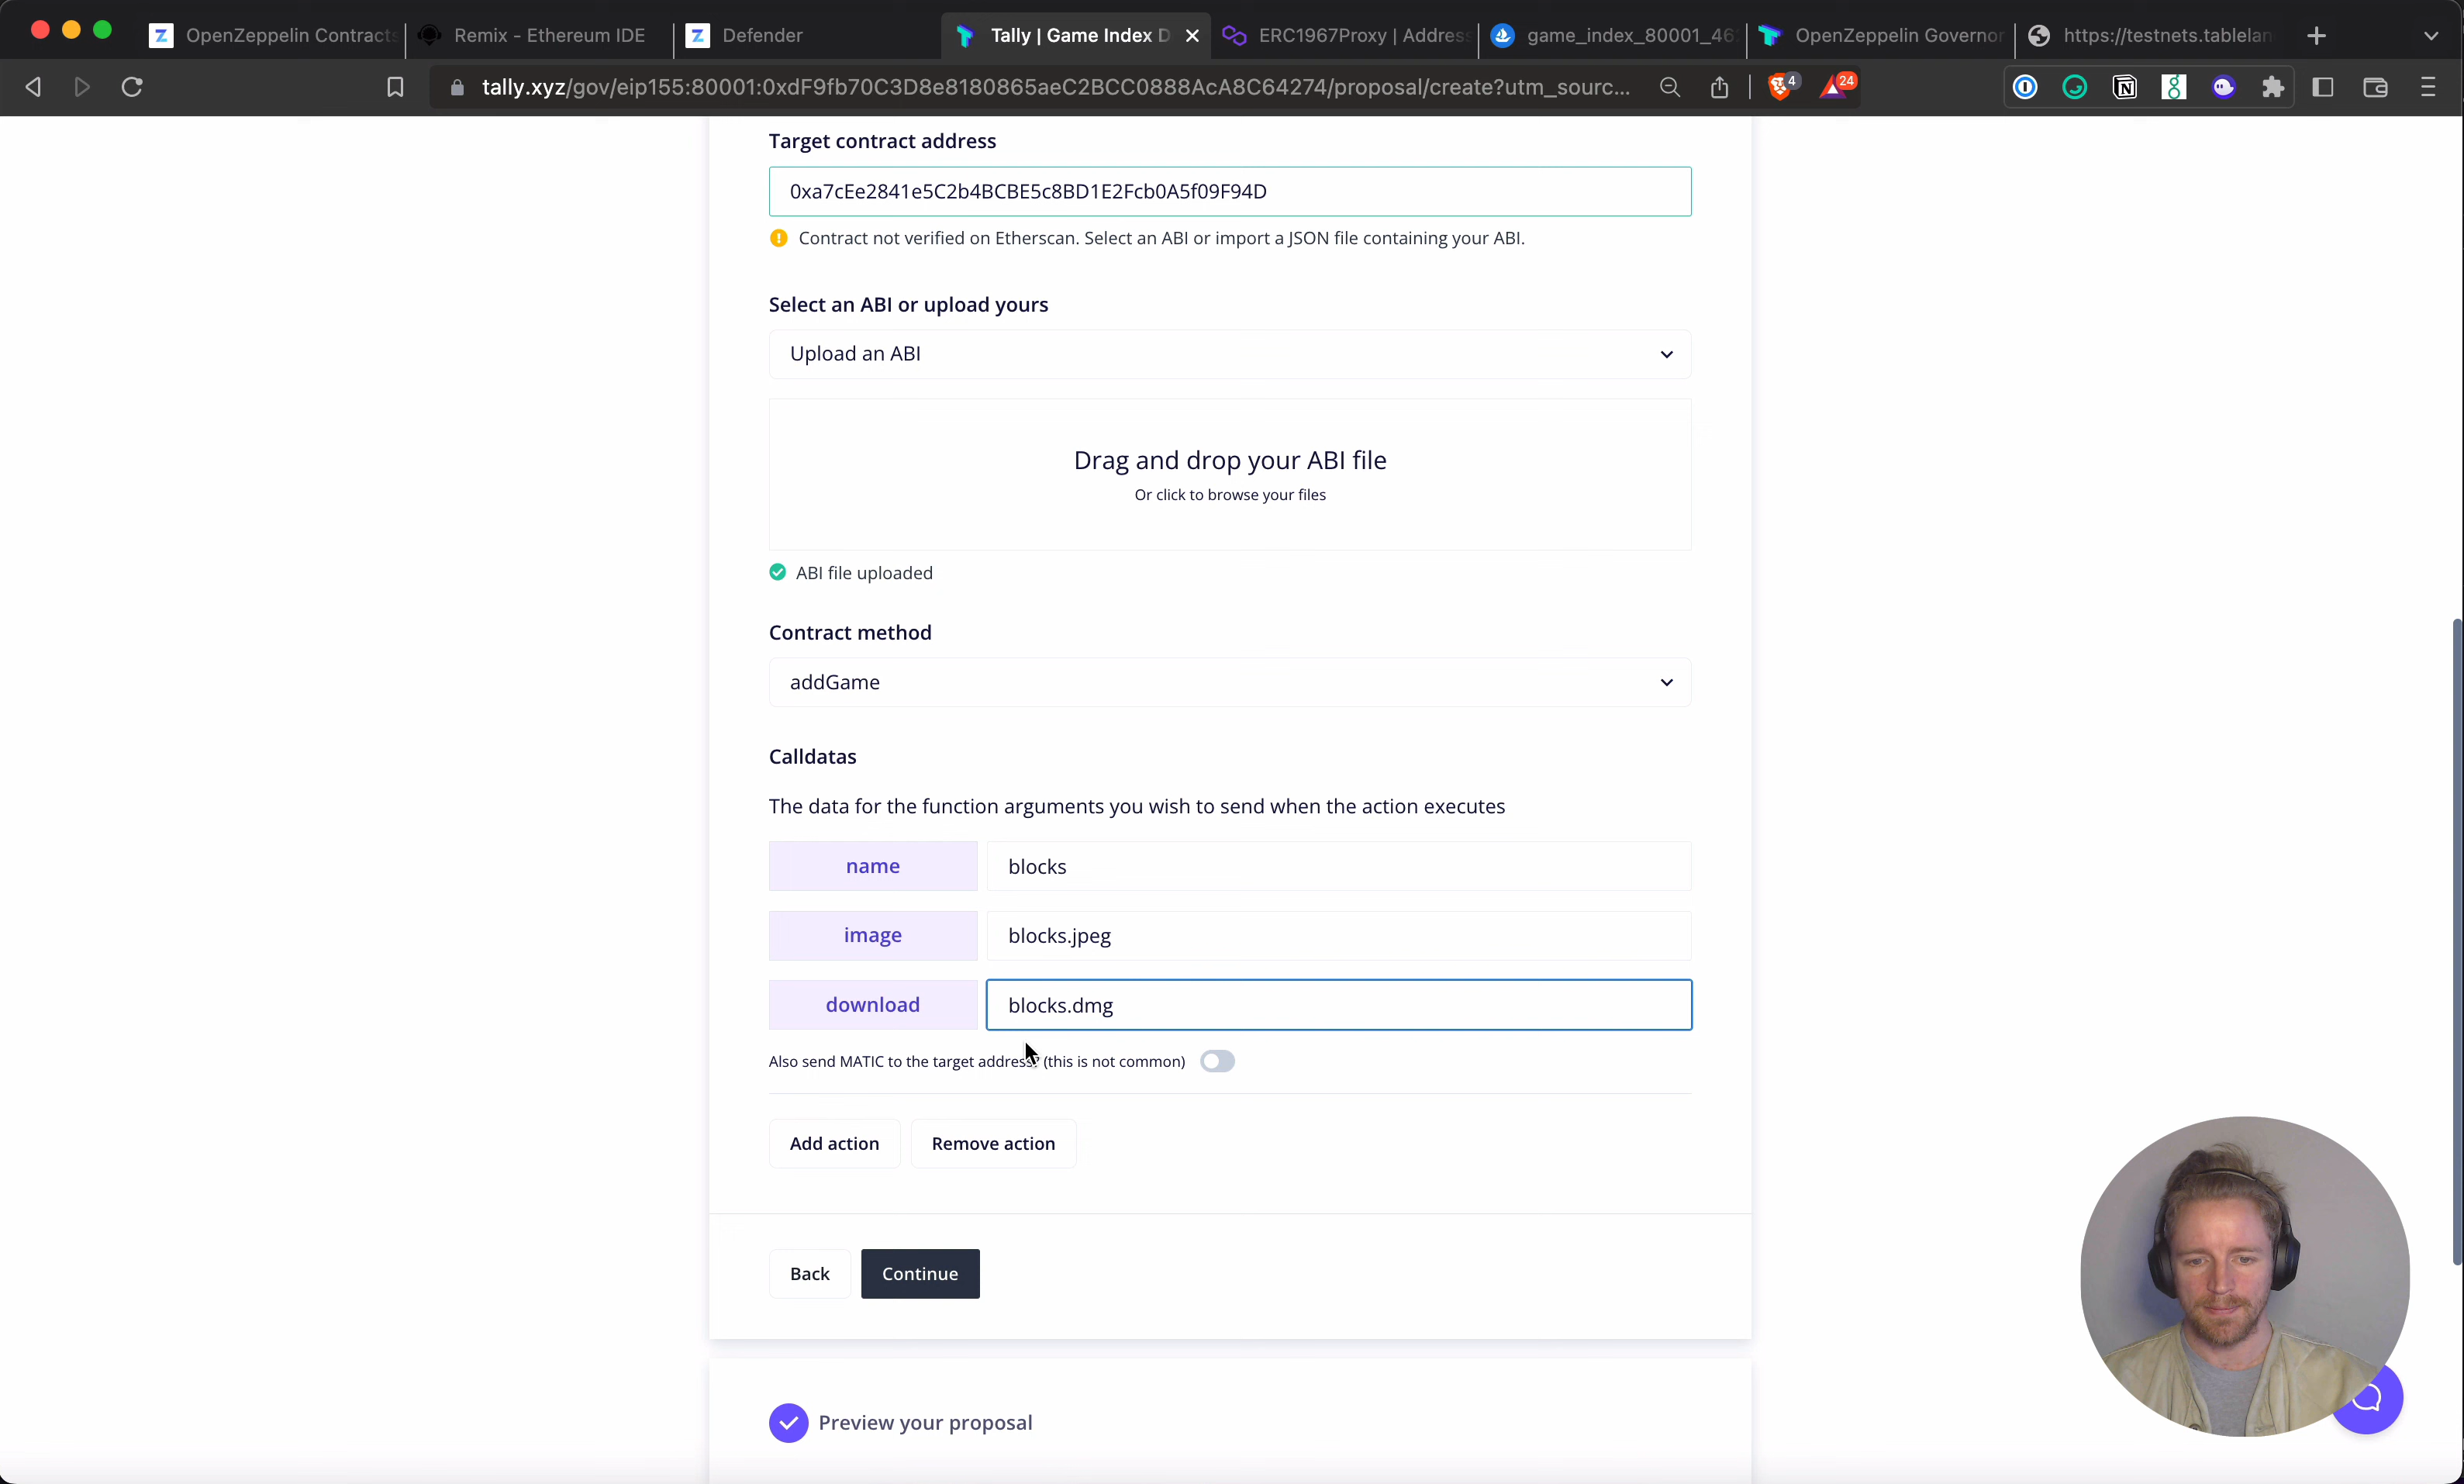 OpenZeppelin Contracts
Remix - Ethereum IDE
Defender
Tally | Game Index D
ERC1967Proxy | Address
game_index_80001_46
OpenZeppelin Governor
https://testnets.tablelan
tally.xyz/gov/eip155:80001:0xdF9fb70C3D8e8180865aeC2BCC0888AcA8C64274/proposal/create?utm_sourc...
4
24
Target contract address
0xa7cEe2841e5C2b4BCBE5c8BD1E2Fcb0A5f09F94D
Contract not verified on Etherscan. Select an ABI or import a JSON file containing your ABI.
Select an ABI or upload yours
Upload an ABI
Drag and drop your ABI file
Or click to browse your files
ABI file uploaded
Contract method
addGame
Calldatas
The data for the function arguments you wish to send when the action executes
name
blocks
image
blocks.jpeg
download
blocks.dmg
Also send MATIC to the target address? (this is not common)
Add action
Remove action
Back
Continue
Preview your proposal